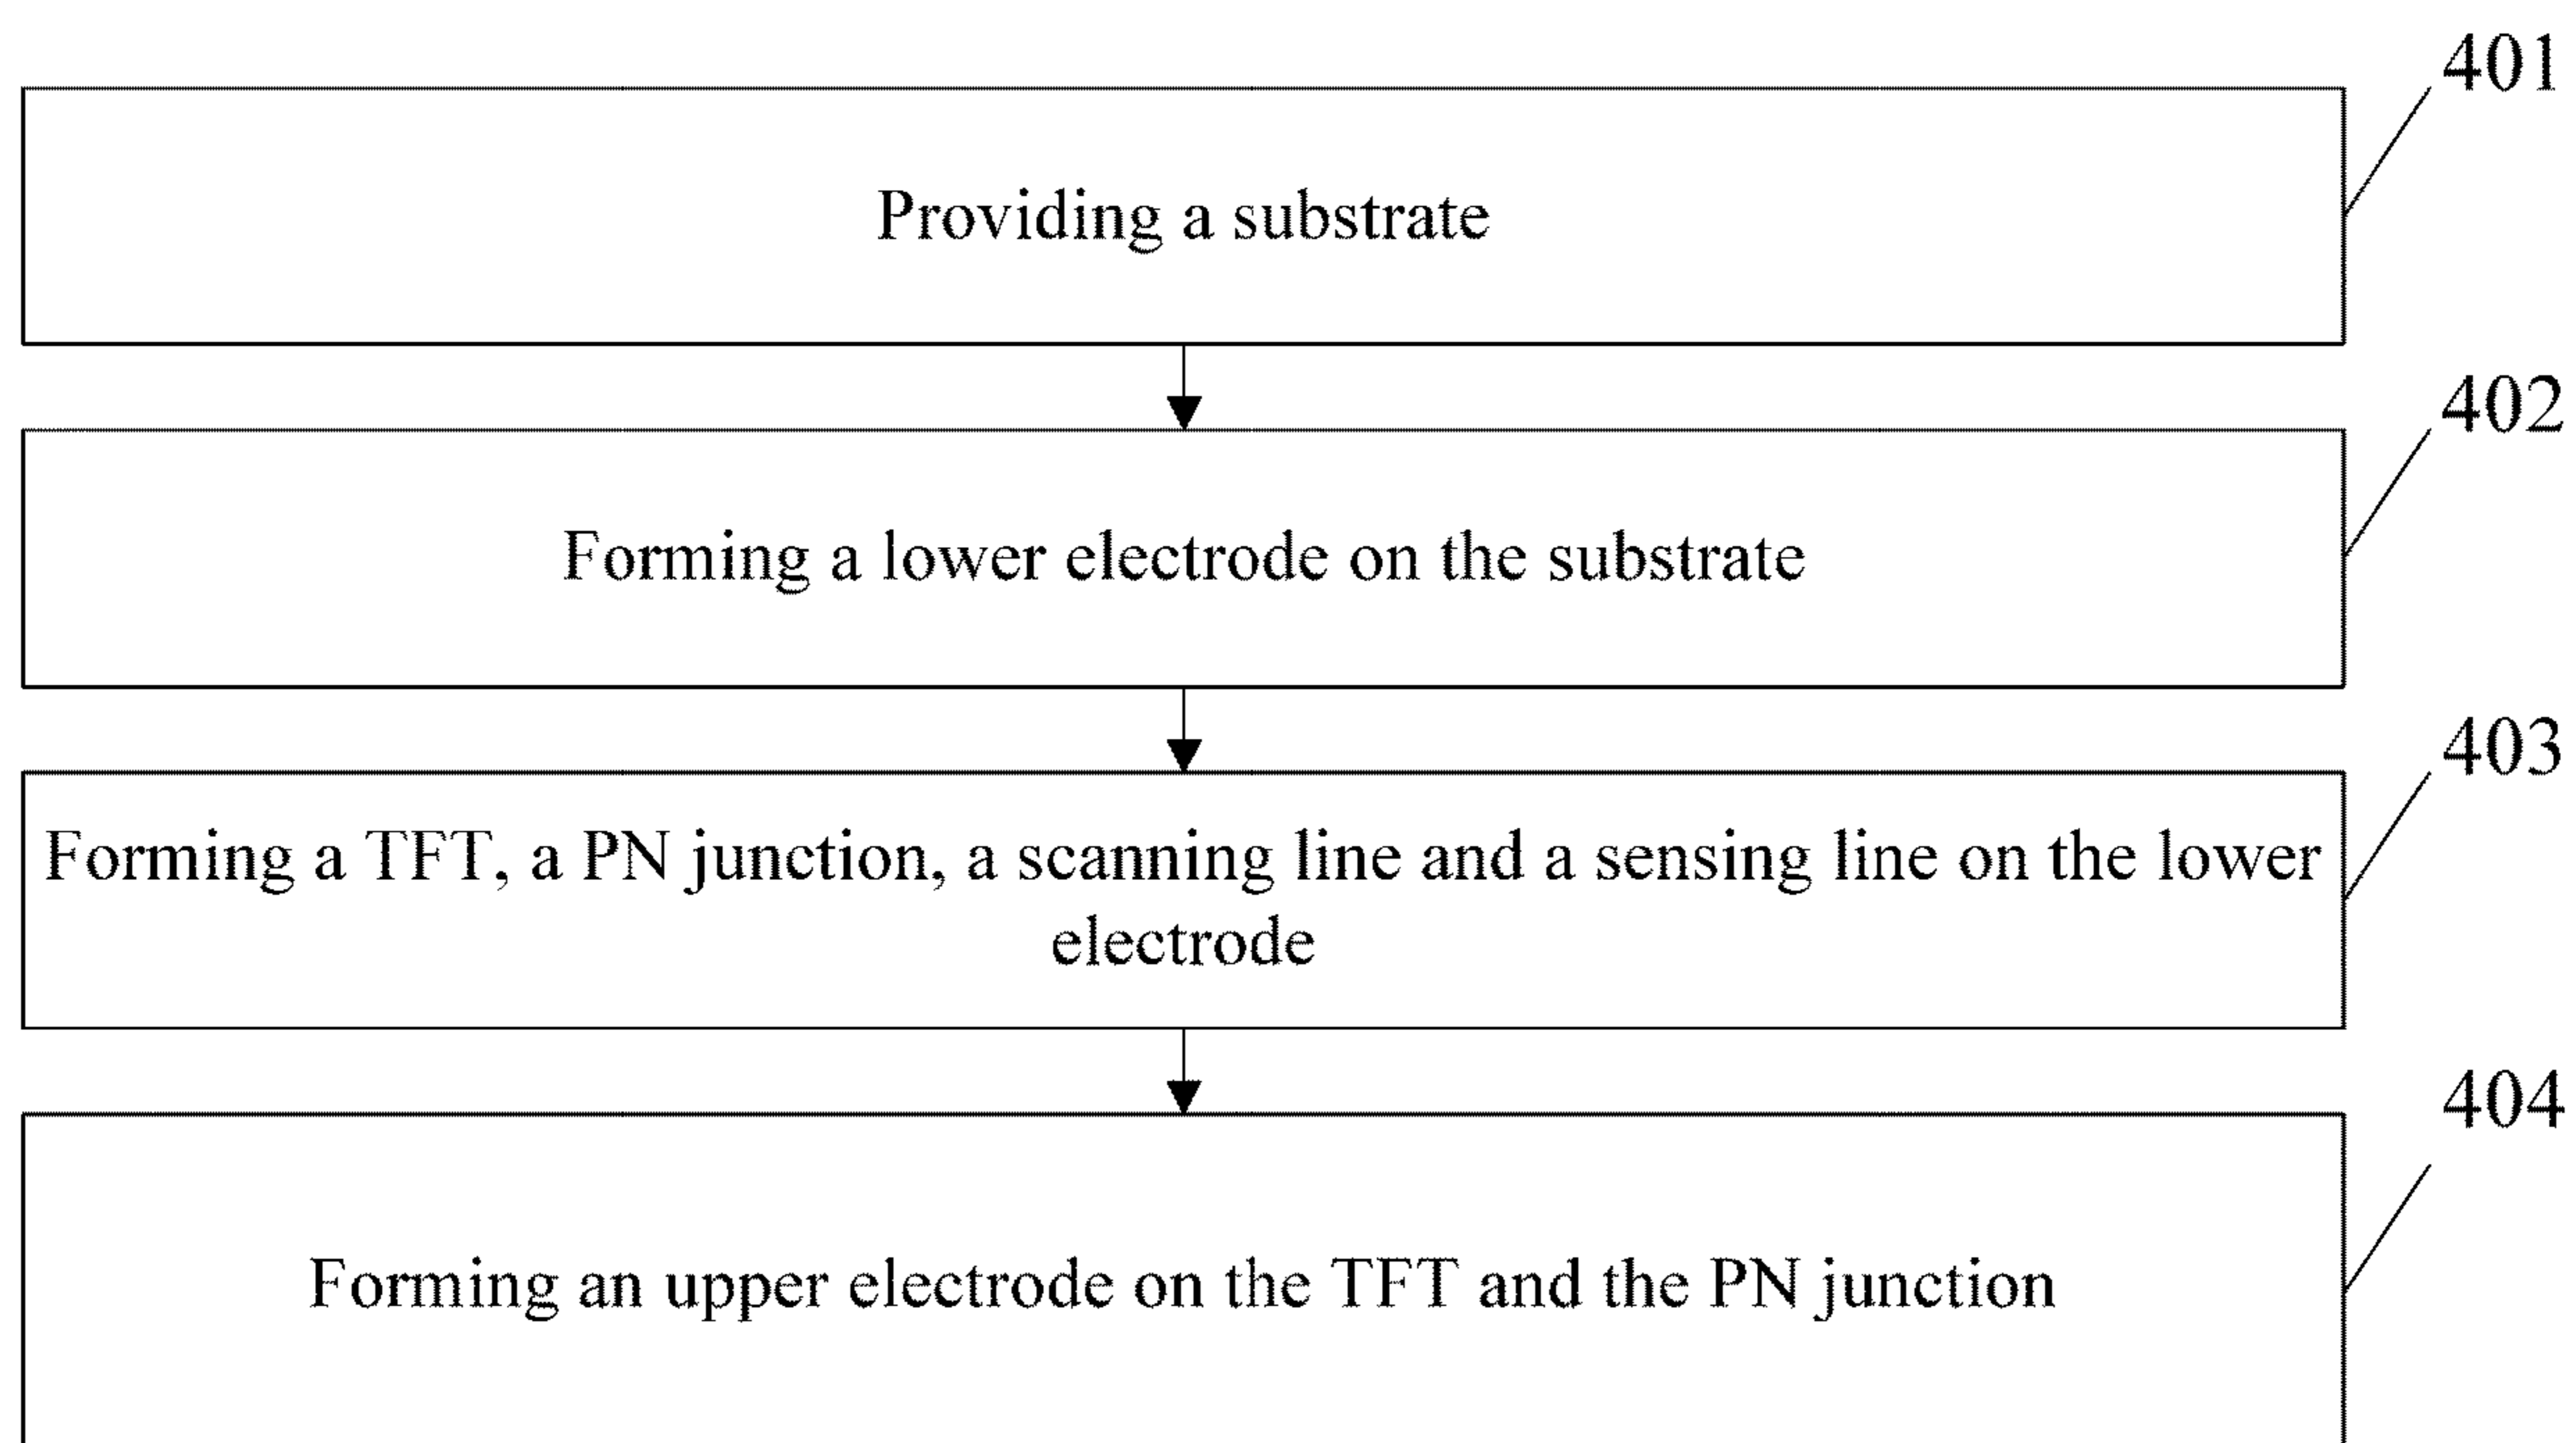 401
Providing a substrate
402
Forming a lower electrode on the substrate
403
Forming a TFT, a PN junction, a scanning line and a sensing line on the lower
electrode
404
Forming an upper electrode on the TFT and the PN junction